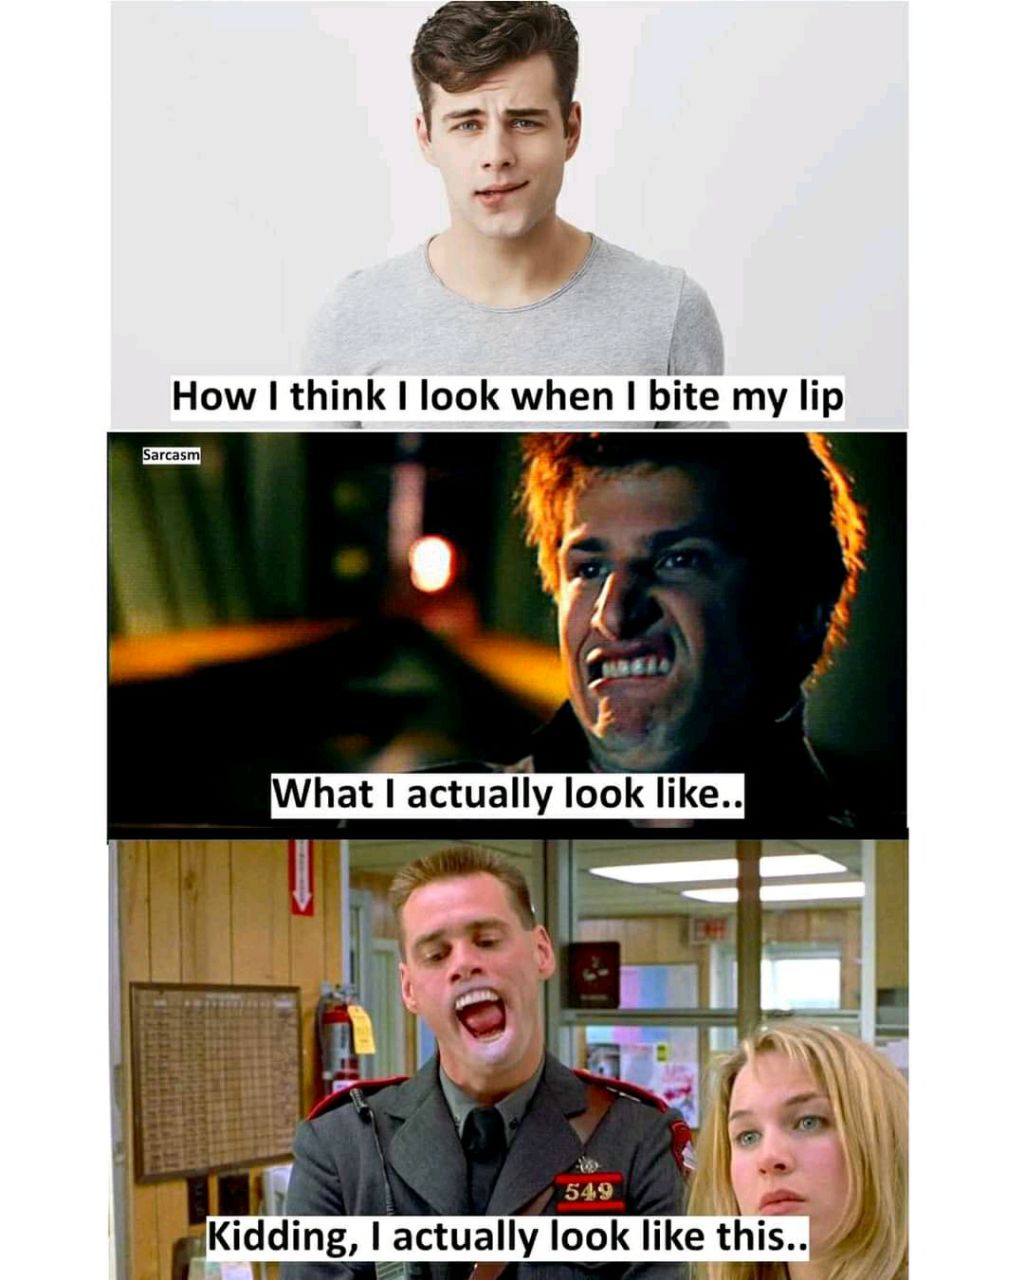 How I think I look when I bite my lip
Sarcasm
What I actually look like..
549
Kidding, I actually look like this..